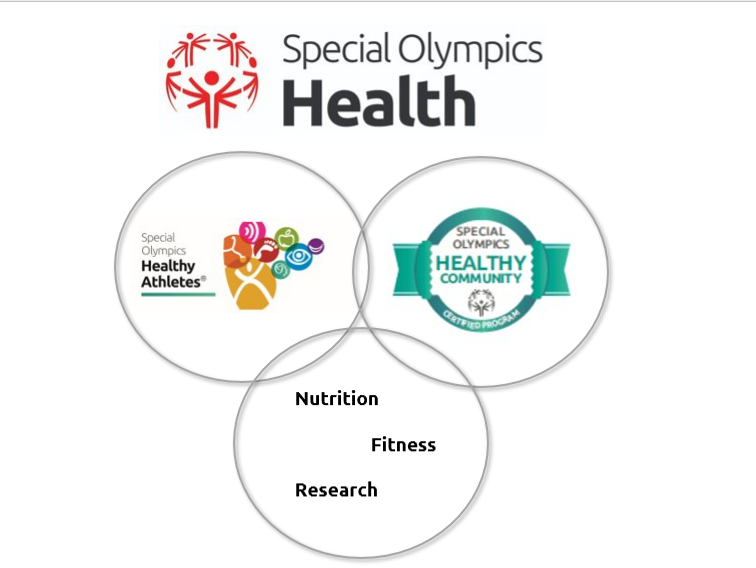 Special Olympics
Health
Special
Olympics
Healthy
Athletes®
SPECIAL
OLYMPICS
HEALTHY
COMMUNITY
CERTIFIED PROGRAM
Nutrition
Fitness
Research